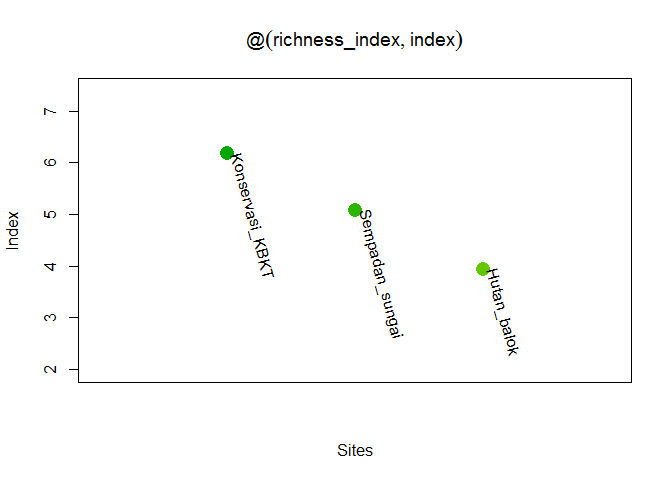 @(richness_index, index)
Index
7
6
5
4
3
2
Konservasi_KBKT
Sempadan_sungai
Hutan_balok
Sites